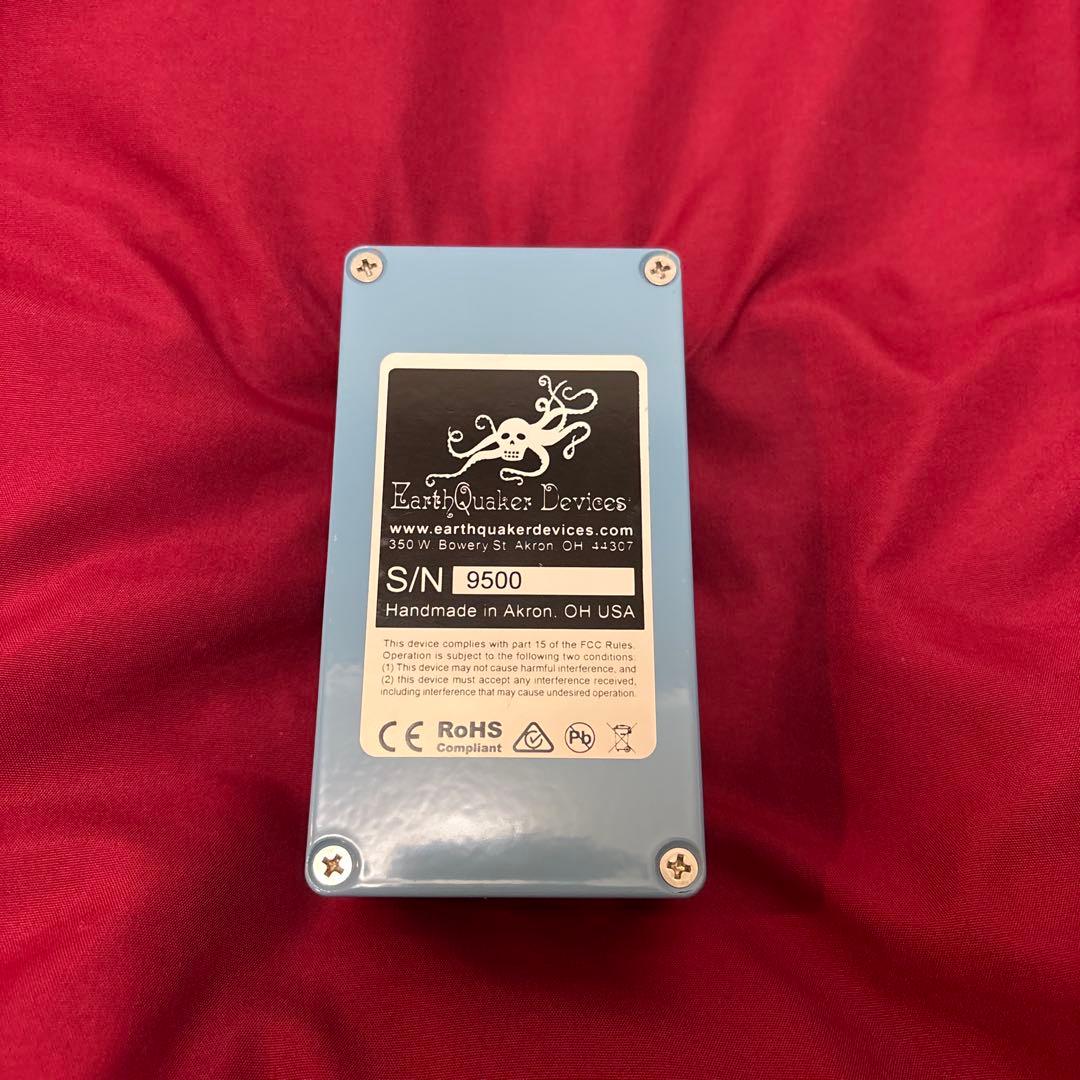 EarthQuaker Devices
www.earthquakerdevices.com
350 W. Bowery St. Akron, OH 44307
S/N 9500
Handmade in Akron, OH USA
This device complies with part 15 of the FCC Rules.
Operation is subject to the following two conditions:
(1) This device may not cause harmful interference, and
(2) this device must accept any interference received,
including interference that may cause undesired operation.
CE RoHS Compliant Pb